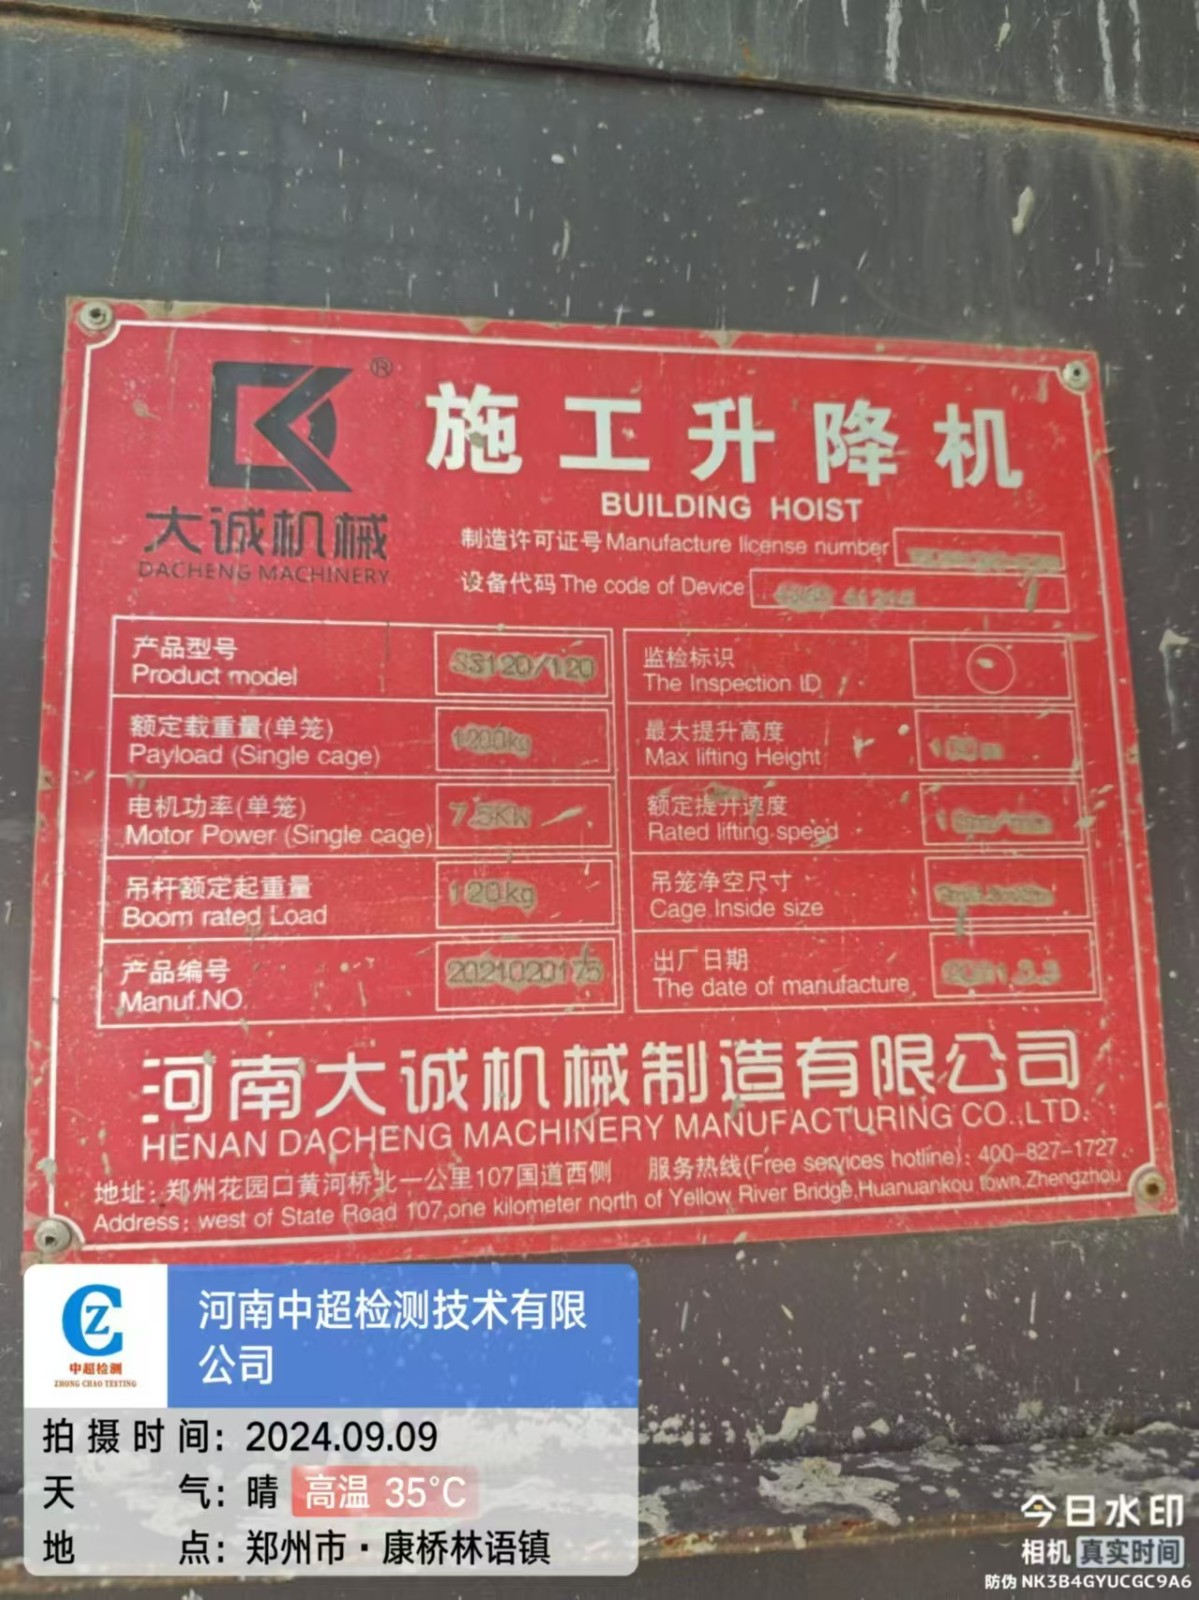 ®
大诚机械
DACHENG MACHINERY
施工升降机
BUILDING HOIST
制造许可证号 Manufacture license number
设备代码 The code of Device
产品型号
Product model
SS120/120
额定载重量(单笼)
Payload (Single cage)
1200kg
电机功率(单笼)
Motor Power (Single cage)
7.5KW
吊杆额定起重量
Boom rated Load
120kg
产品编号
Manuf.NO.
监检标识
The Inspection ID
最大提升高度
Max lifting Height
额定提升速度
Rated lifting speed
吊笼净空尺寸
Cage Inside size
出厂日期
The date of manufacture
河南大诚机械制造有限公司
HENAN DACHENG MACHINERY MANUFACTURING CO.,LTD.
地址：郑州花园口黄河桥北一公里107国道西侧 服务热线(Free services hotline): 400-827-1727
Address: west of State Road 107,one kilometer north of Yellow River Bridge,Huanuankou town.Zhengzhou
中超检测
ZHONG CHAO TESTING
河南中超检测技术有限
公司
拍摄时间: 2024.09.09
天气: 晴 高温 35°C
地点: 郑州市·康桥林语镇
今日水印
相机 真实时间
防伪 NK3B4GYUCGC9A6